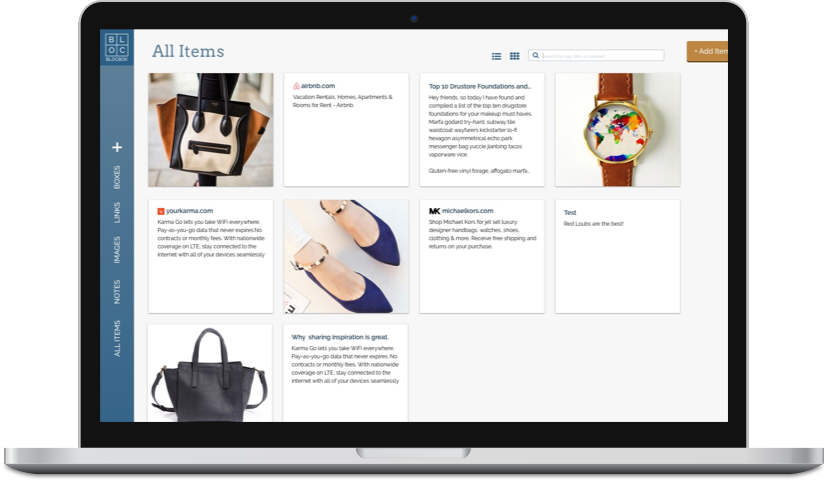 BL
OC
BLOCBOX
All Items
+ Add Item
+
BOXES
LINKS
IMAGES
NOTES
ALL ITEMS
airbnb.com
Vacation Rentals, Homes, Apartments &
Rooms for Rent - Airbnb
Top 10 Drustore Foundations and...
Hey friends, so today I have found and
compiled a list of the top ten drugstore
foundations for your makeup must haves.
Marfa godard try-hard, subway tile
waistcoat wayfarers kickstarter lo-fi
hexagon asymmetrical echo park
messenger bag yuccie jianbing tacos
vaporware vice.
Gluten-free vinyl forage, affogato marfa..
yourkarma.com
Karma Go lets you take WiFi everywhere.
Pay-as-you-go data that never expires.No
contracts or monthly fees. With nationwide
coverage on LTE, stay connected to the
internet with all of your devices seamlessly
MK michaelkors.com
Shop Michael Kors for jet set luxury:
designer handbags, watches, shoes,
clothing & more. Receive free shipping and
returns on your purchase.
Test
Red Loubs are the best!
Why sharing inspiration is great.
Karma Go lets you take WiFi everywhere.
Pay-as-you-go data that never expires. No
contracts or monthly fees. With nationwide
coverage on LTE, stay connected to the
internet with all of your devices seamlessly